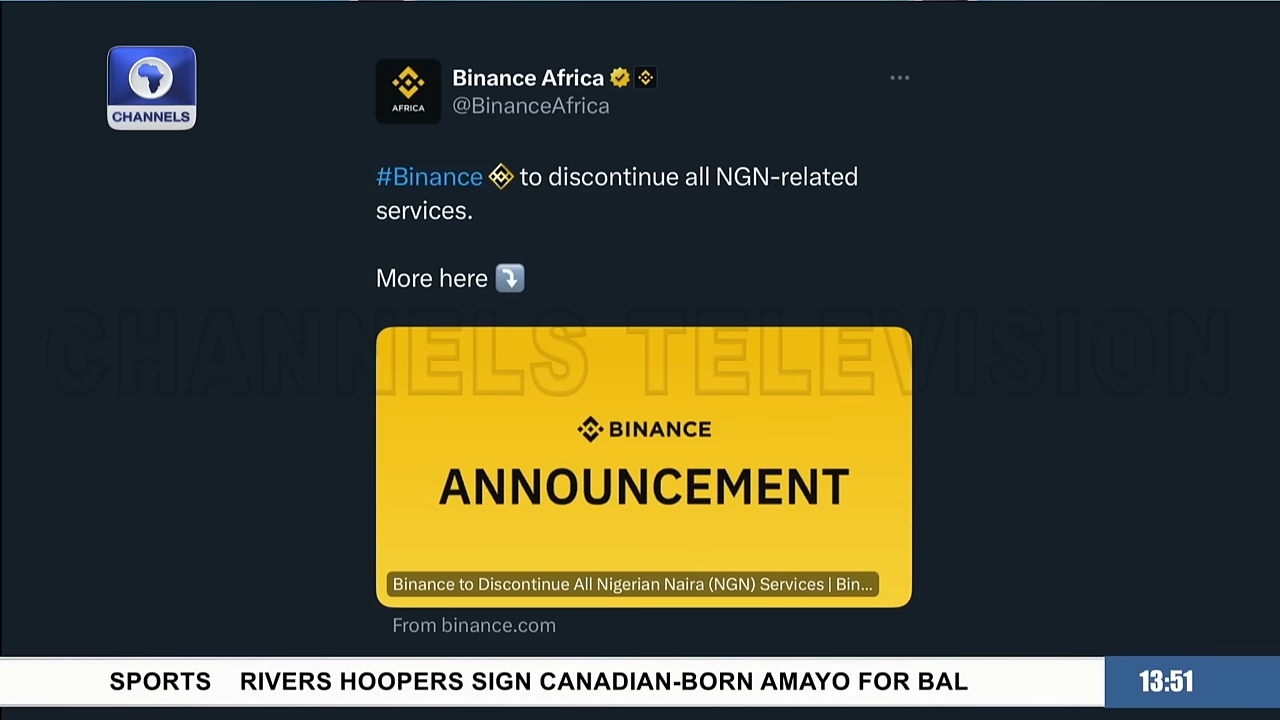 CHANNELS
AFRICA
Binance Africa
@BinanceAfrica
#Binance to discontinue all NGN-related
services.
More here
CHANNELS TELEVISION
BINANCE
ANNOUNCEMENT
Binance to Discontinue All Nigerian Naira (NGN) Services | Bin...
From binance.com
SPORTS RIVERS HOOPERS SIGN CANADIAN-BORN AMAYO FOR BAL
13:51